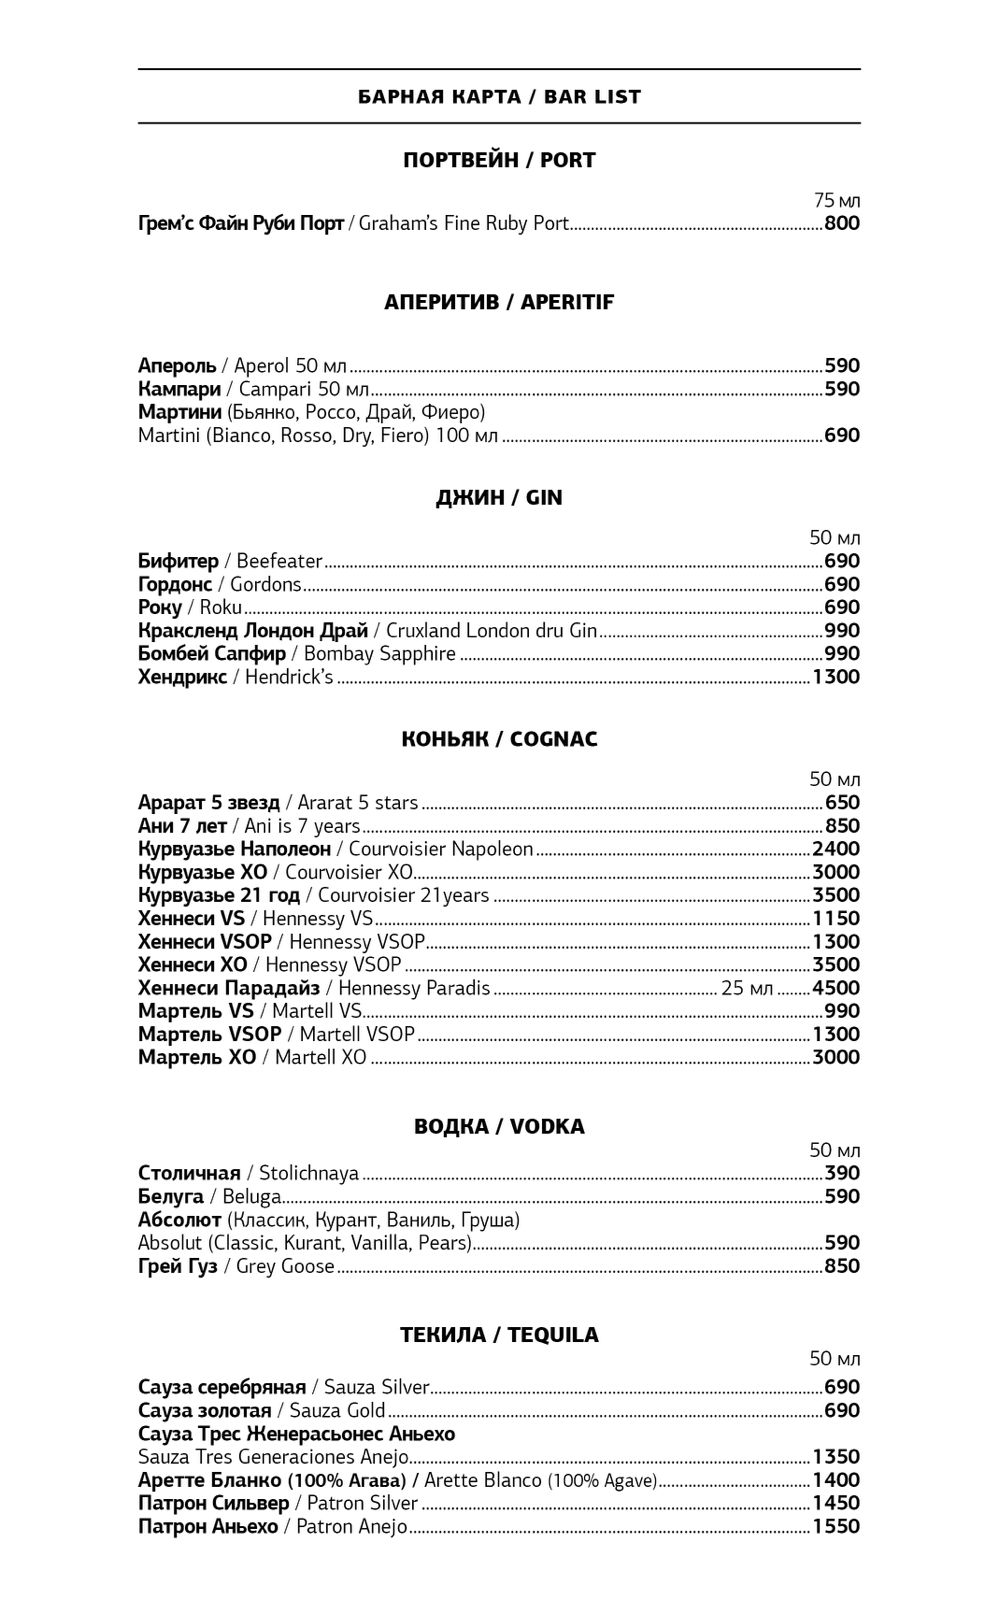 БАРНАЯ КАРТА / BAR LIST
ПОРТВЕЙН / PORT
75 мл
Грем’с Файн Руби Порт / Graham’s Fine Ruby Port 800
АПЕРИТИВ / APERITIF
Апероль / Aperol 50 мл 590
Кампари / Campari 50 мл 590
Мартини (Бьянко, Россо, Драй, Фиеро)
Martini (Bianco, Rosso, Dry, Fiero) 100 мл 690
ДЖИН / GIN
50 мл
Бифитер / Beefeater 690
Гордонс / Gordons 690
Року / Roku 690
Краксленд Лондон Драй / Cruxland London dru Gin 990
Бомбей Сапфир / Bombay Sapphire 990
Хендрикс / Hendrick’s 1300
КОНЬЯК / COGNAC
50 мл
Арарат 5 звезд / Ararat 5 stars 650
Ани 7 лет / Ani is 7 years 850
Курвуазье Наполеон / Courvoisier Napoleon 2400
Курвуазье XO / Courvoisier XO 3000
Курвуазье 21 год / Courvoisier 21years 3500
Хеннеси VS / Hennessy VS 1150
Хеннеси VSOP / Hennessy VSOP 1300
Хеннеси XO / Hennessy VSOP 3500
Хеннеси Парадайз / Hennessy Paradis 25 мл 4500
Мартель VS / Martell VS 990
Мартель VSOP / Martell VSOP 1300
Мартель XO / Martell XO 3000
ВОДКА / VODKA
50 мл
Столичная / Stolichnaya 390
Белуга / Beluga 590
Абсолют (Классик, Курант, Ваниль, Груша)
Absolut (Classic, Kurant, Vanilla, Pears) 590
Грей Гуз / Grey Goose 850
ТЕКИЛА / TEQUILA
50 мл
Сауза серебряная / Sauza Silver 690
Сауза золотая / Sauza Gold 690
Сауза Трес Женерасьонес Аньехо
Sauza Tres Generaciones Anejo 1350
Аретте Бланко (100% Агава) / Arette Blanco (100% Agave) 1400
Патрон Сильвер / Patron Silver 1450
Патрон Аньехо / Patron Anejo 1550